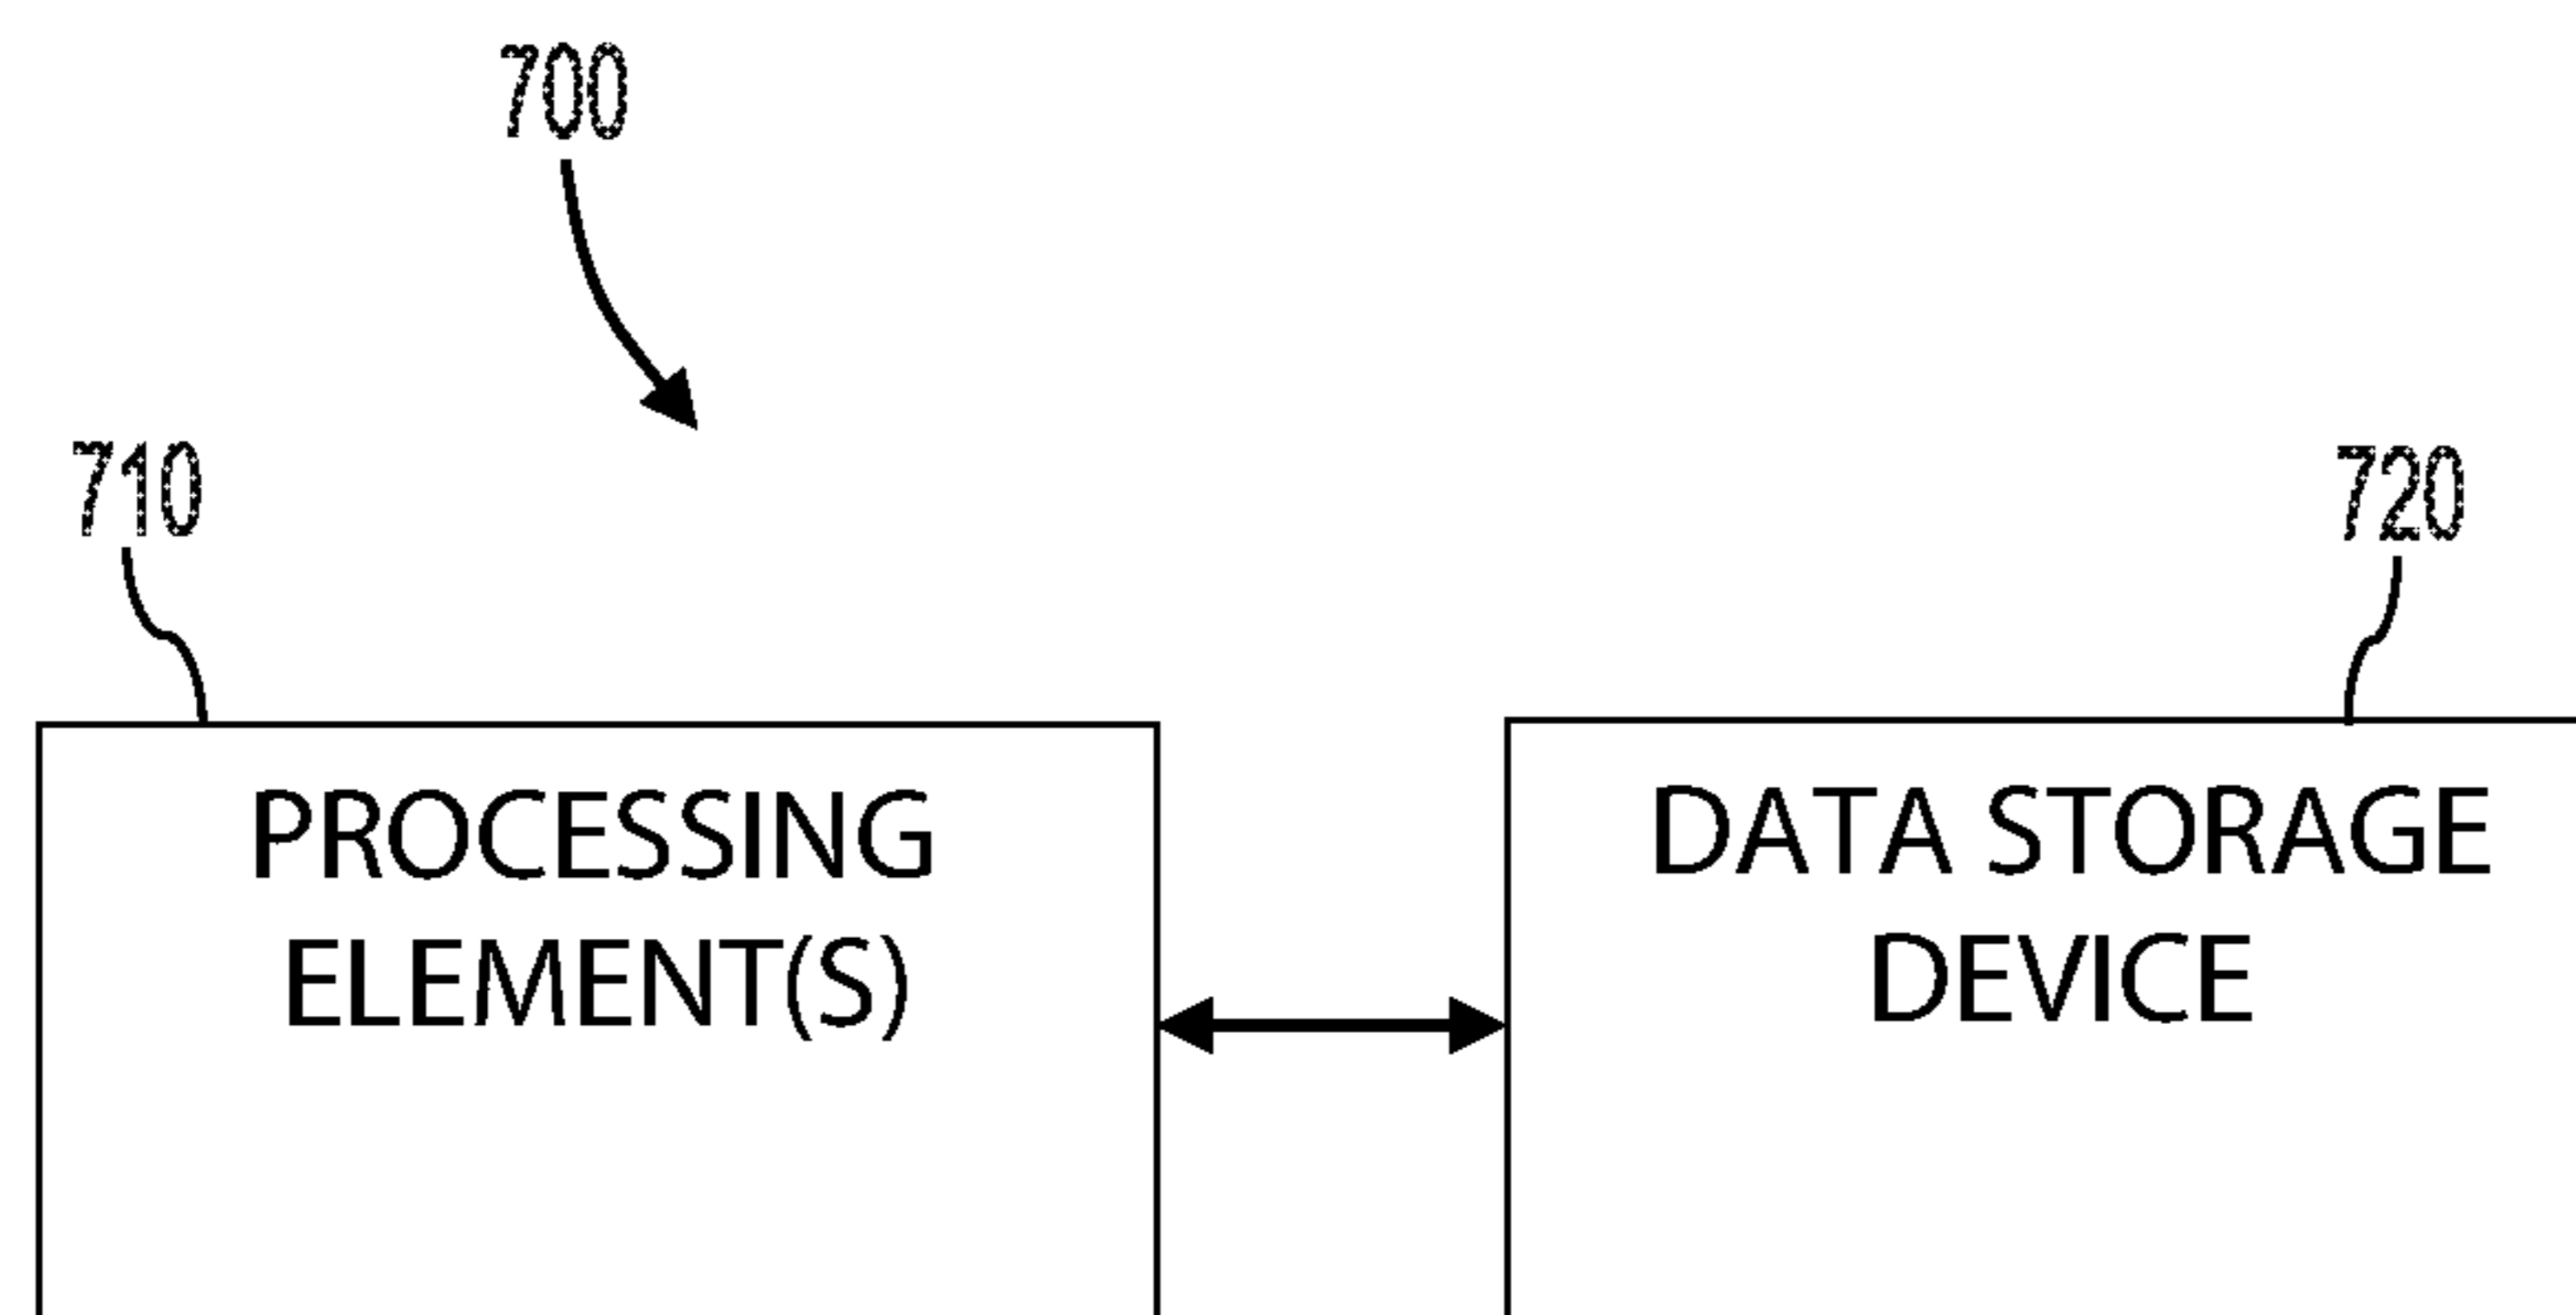 700
710
720
PROCESSING
ELEMENT(S)
DATA STORAGE
DEVICE